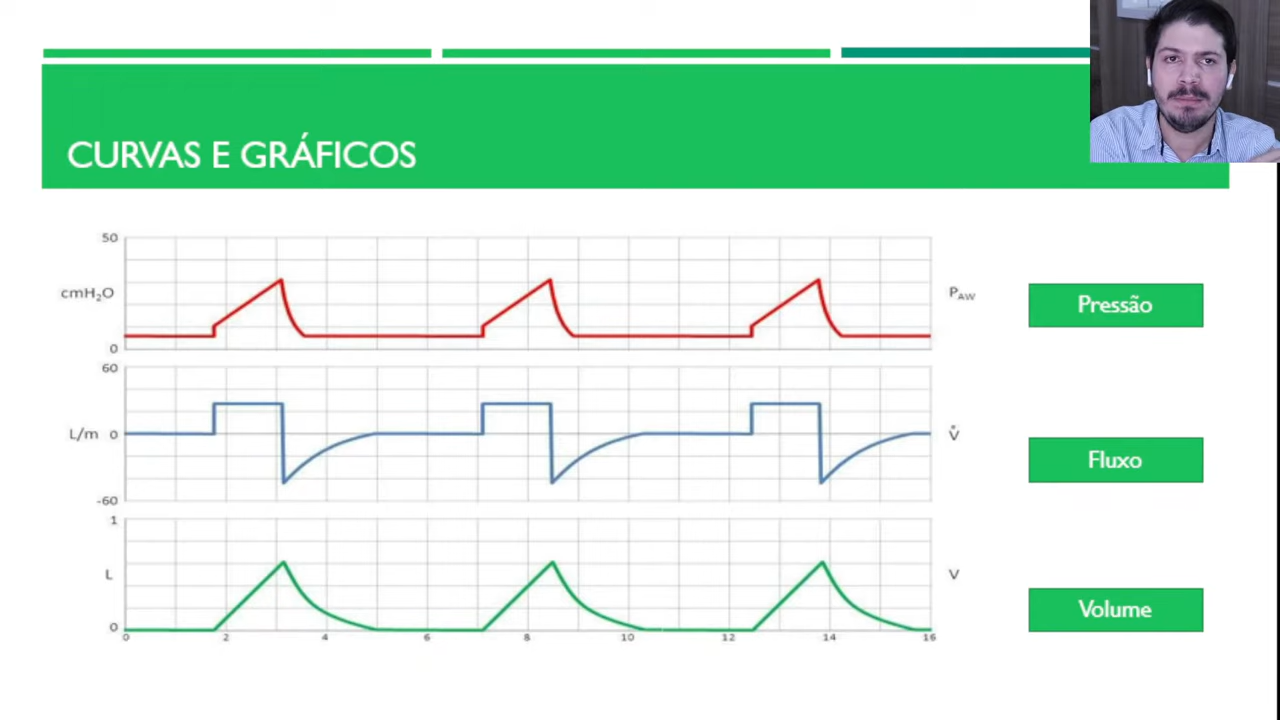 CURVAS E GRÁFICOS
50
cmH₂O
P_AW
Pressão
0
60
L/m 0
V̊
Fluxo
-60
1
L
V
Volume
0
0 2 4 6 8 10 12 14 16